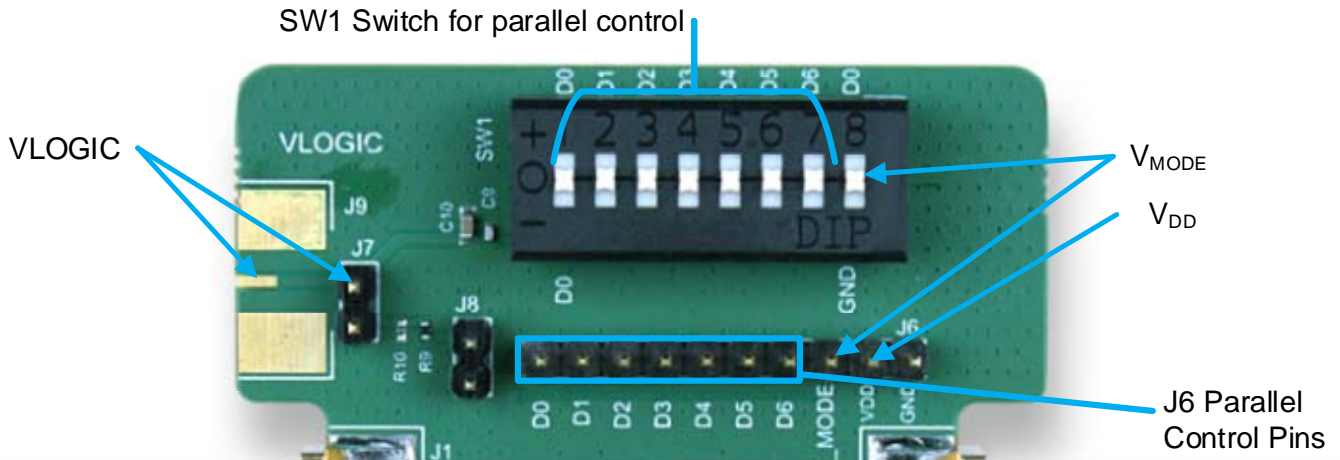 SW1 Switch for parallel control
D0 D1 D2 D3 D4 D5 D6 D0
VLOGIC
VLOGIC
SW1
+ 2 3 4 5 6 7 8
O
-
DIP
C10
C9
J9
J7
D0
GND
VMODE
VDD
J8
J6
R10
R9
D0 D1 D2 D3 D4 D5 D6 _MODE VDD GND
J6 Parallel
Control Pins
J1